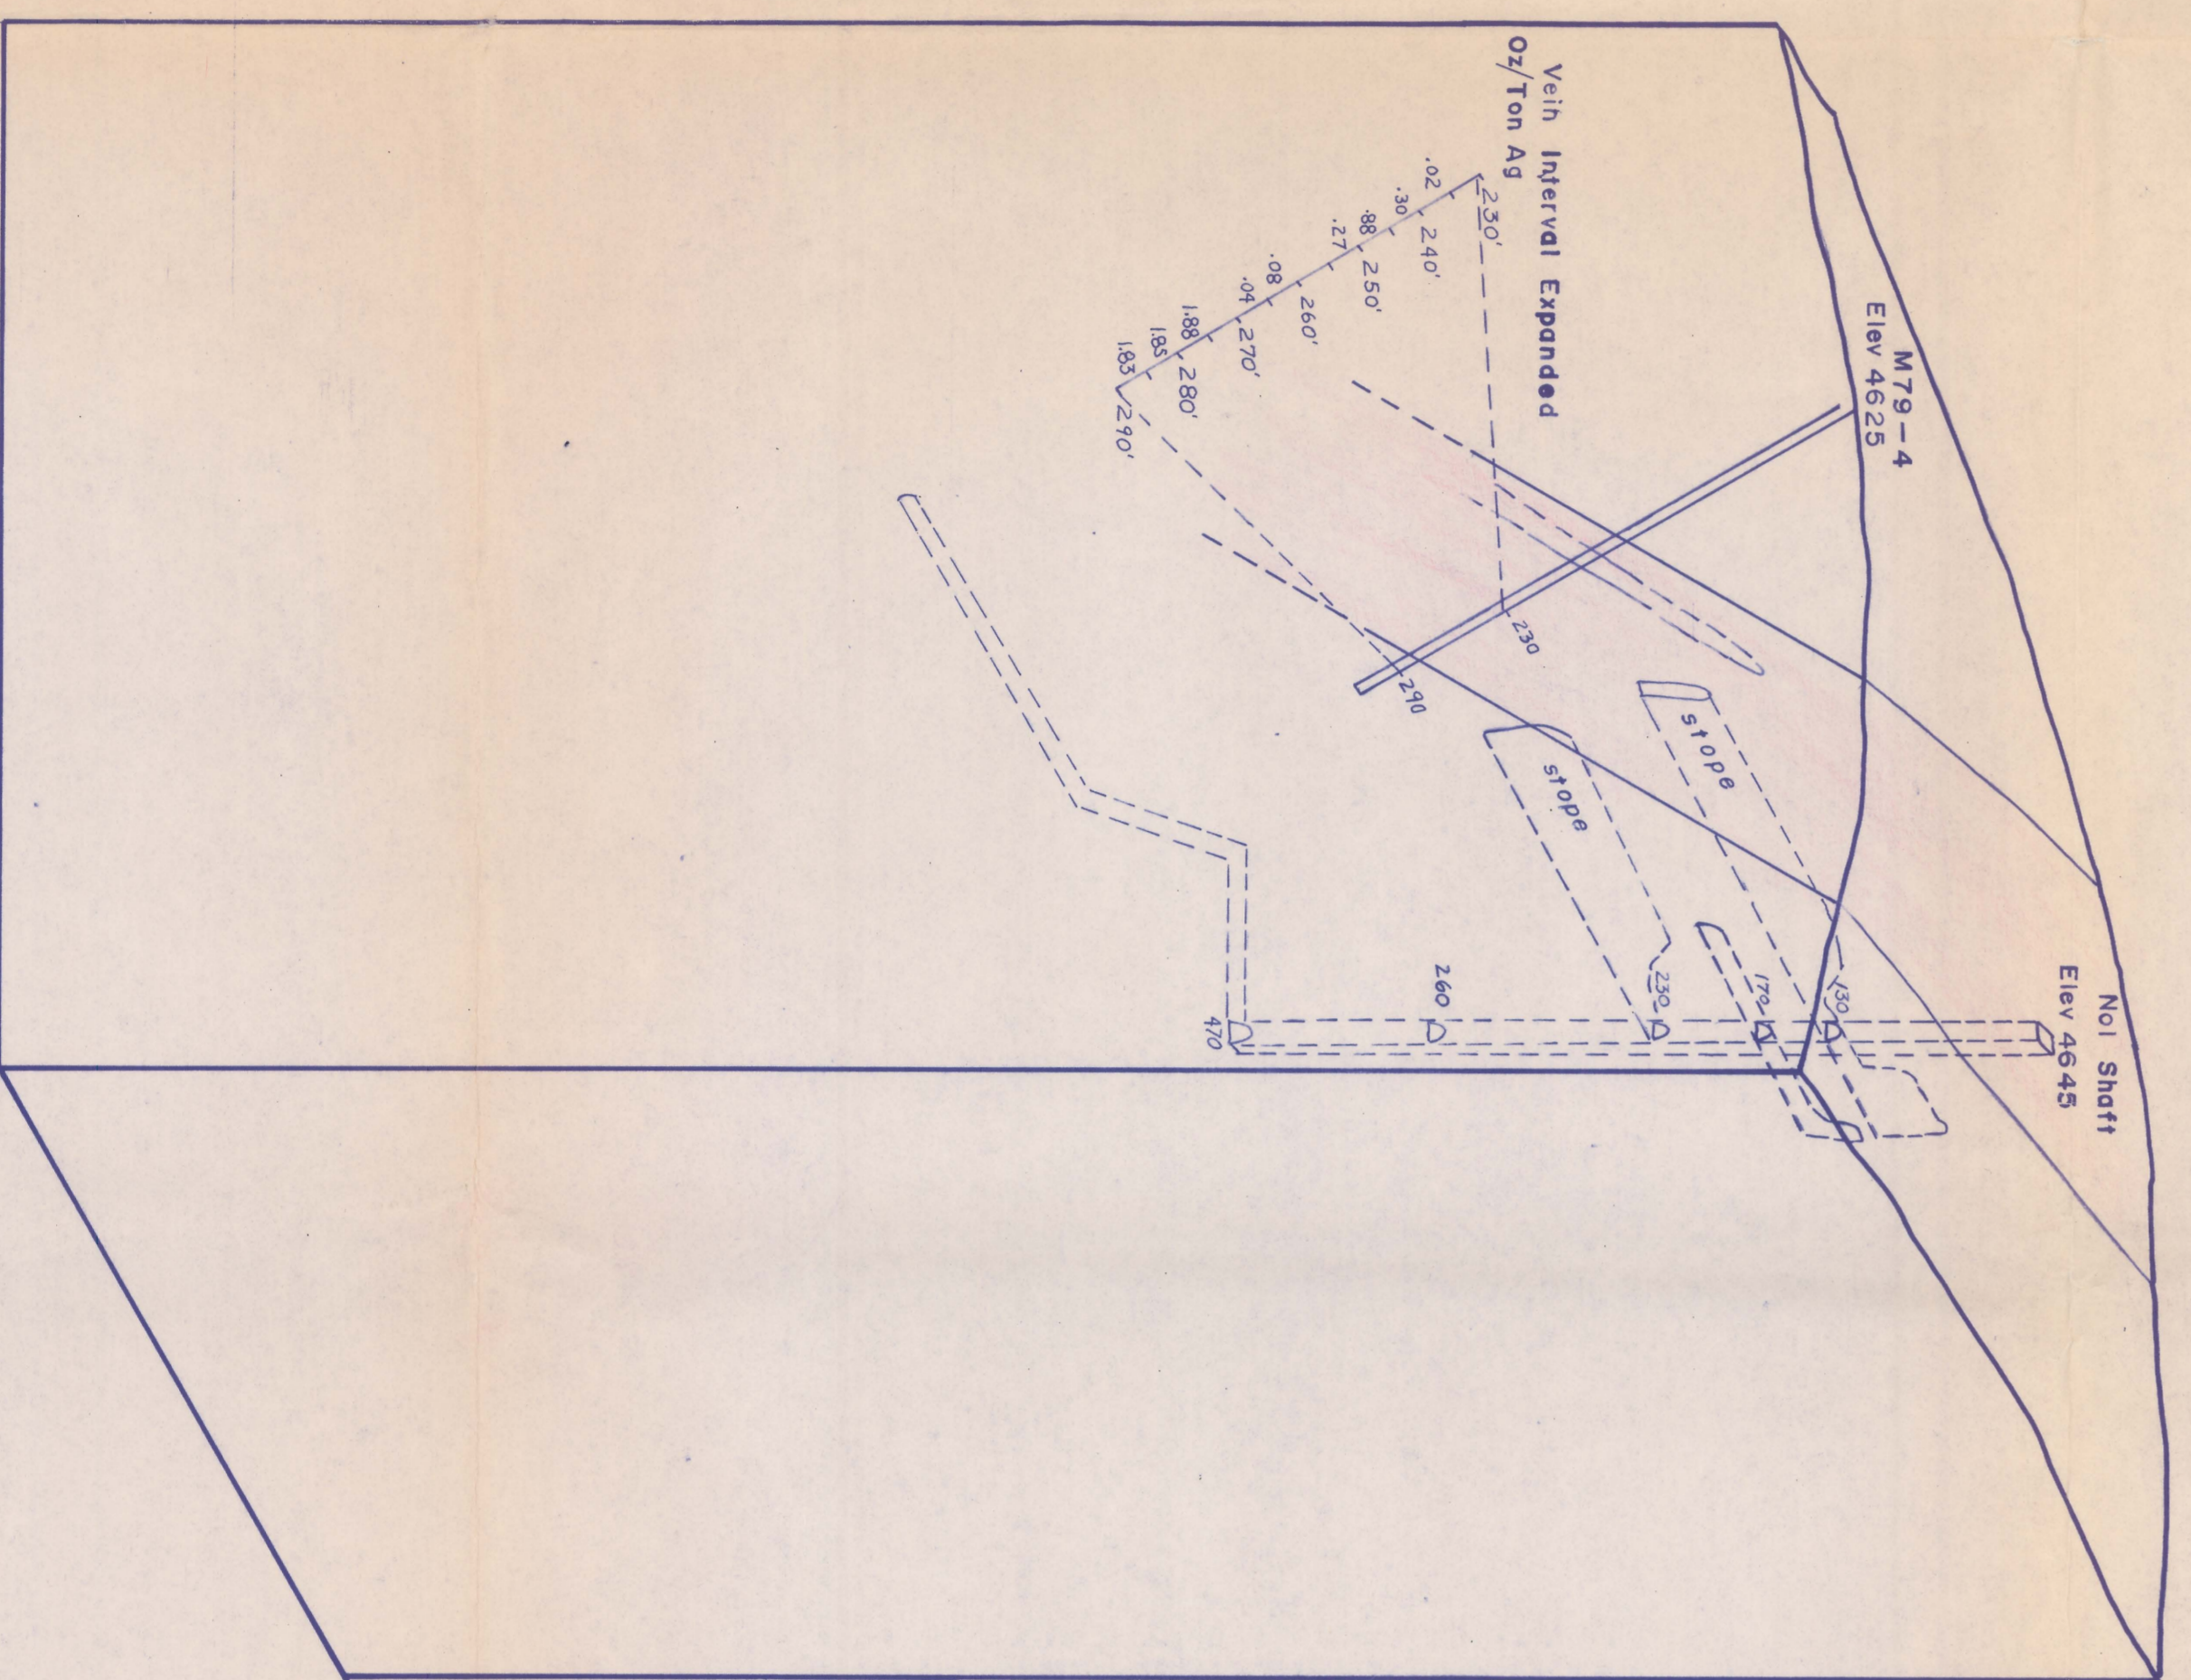 No1 Shaft
Elev 4645
M79-4
Elev 4625
Vein Interval Expanded
Oz/Ton Ag
230'
240'
250'
260'
270'
280'
290'
.02
.30
.88
.27
.08
.04
1.88
1.85
1.83
230
290
stope
stope
130
170
230
260
470